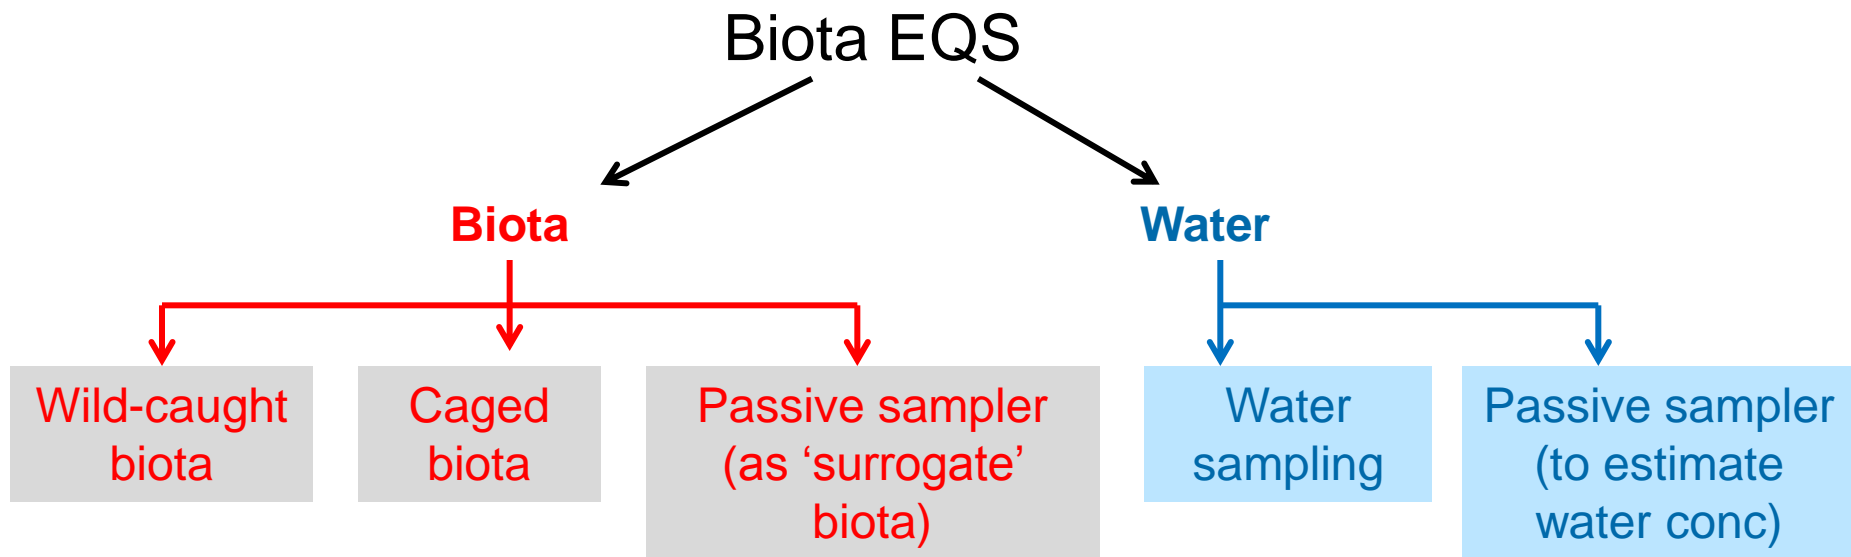 Biota EQS
Biota
Water
Wild-caught
biota
Caged
biota
Passive sampler
(as ‘surrogate’
biota)
Water
sampling
Passive sampler
(to estimate
water conc)